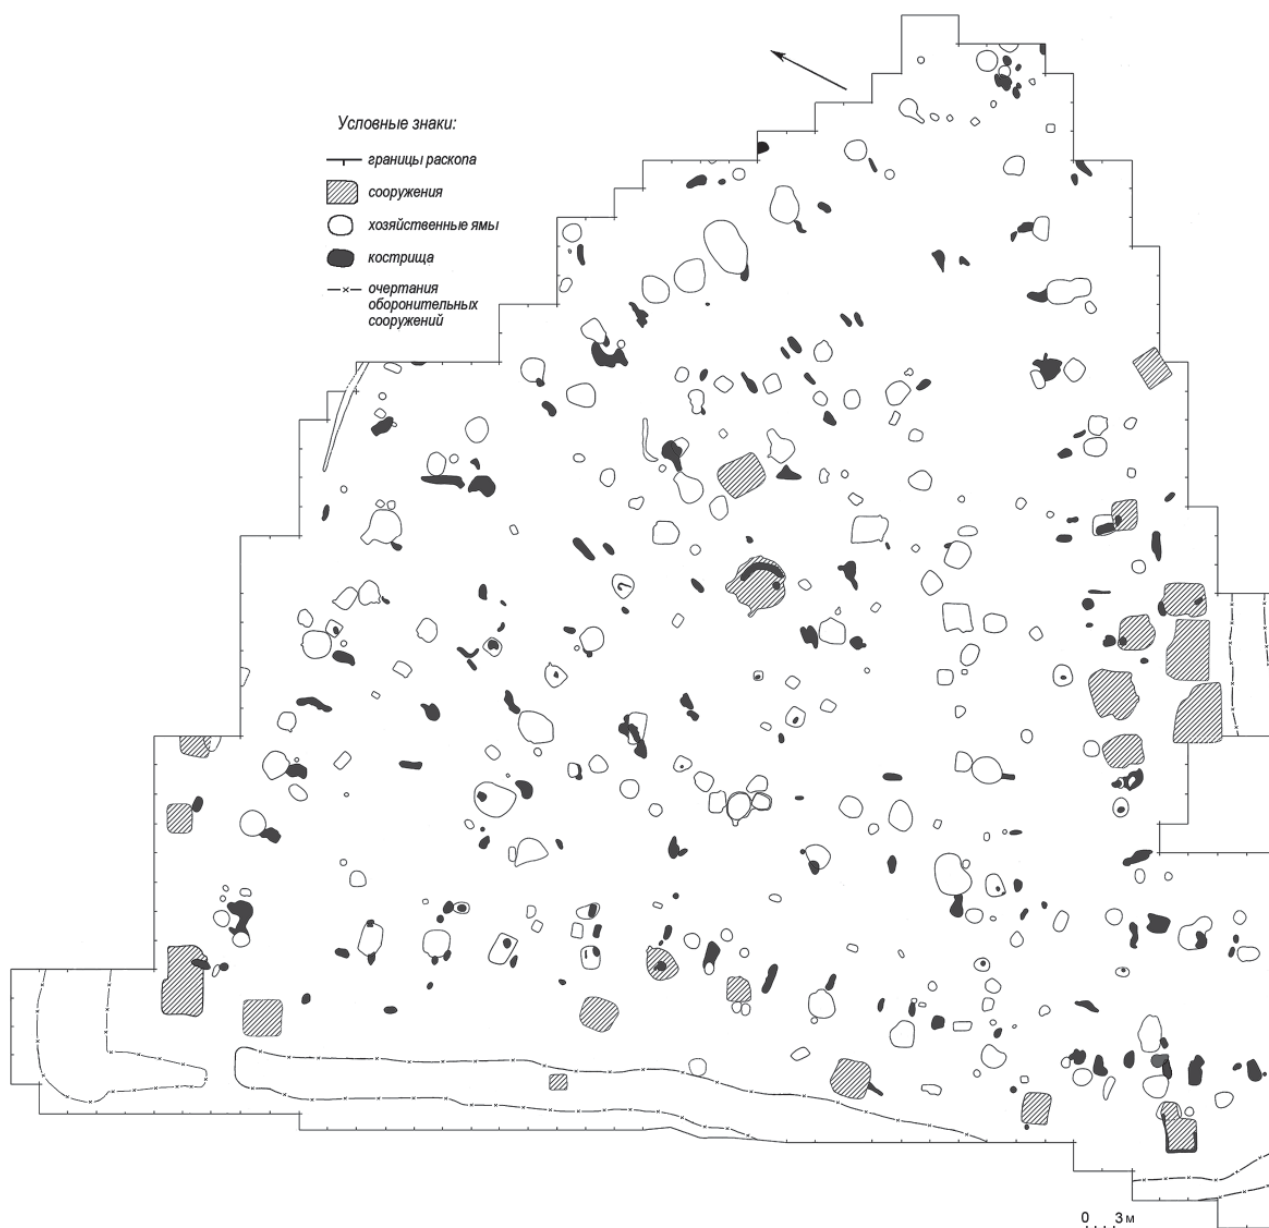 Условные знаки:
границы раскопа
сооружения
хозяйственные ямы
кострища
очертания
оборонительных
сооружений
0 3 м